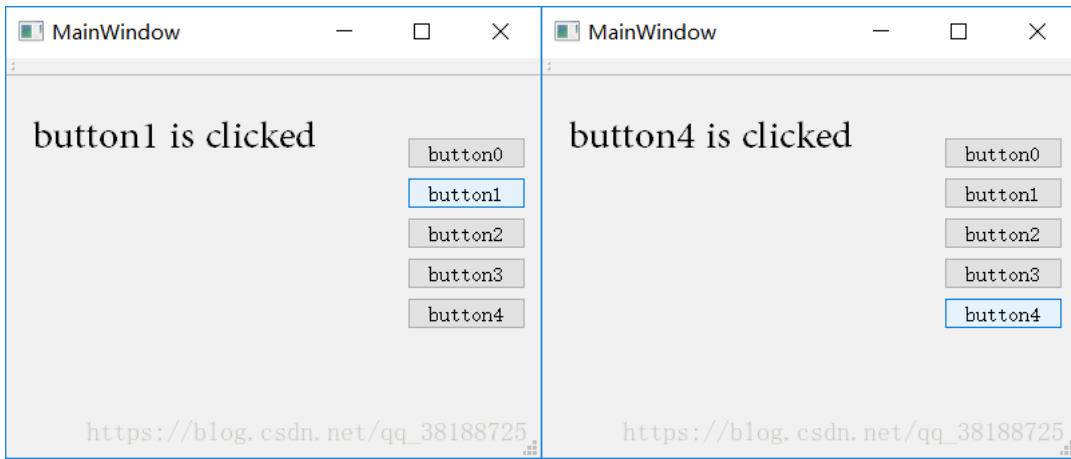 MainWindow
button1 is clicked
button0
button1
button2
button3
button4
https://blog.csdn.net/qq_38188725
MainWindow
button4 is clicked
button0
button1
button2
button3
button4
https://blog.csdn.net/qq_38188725